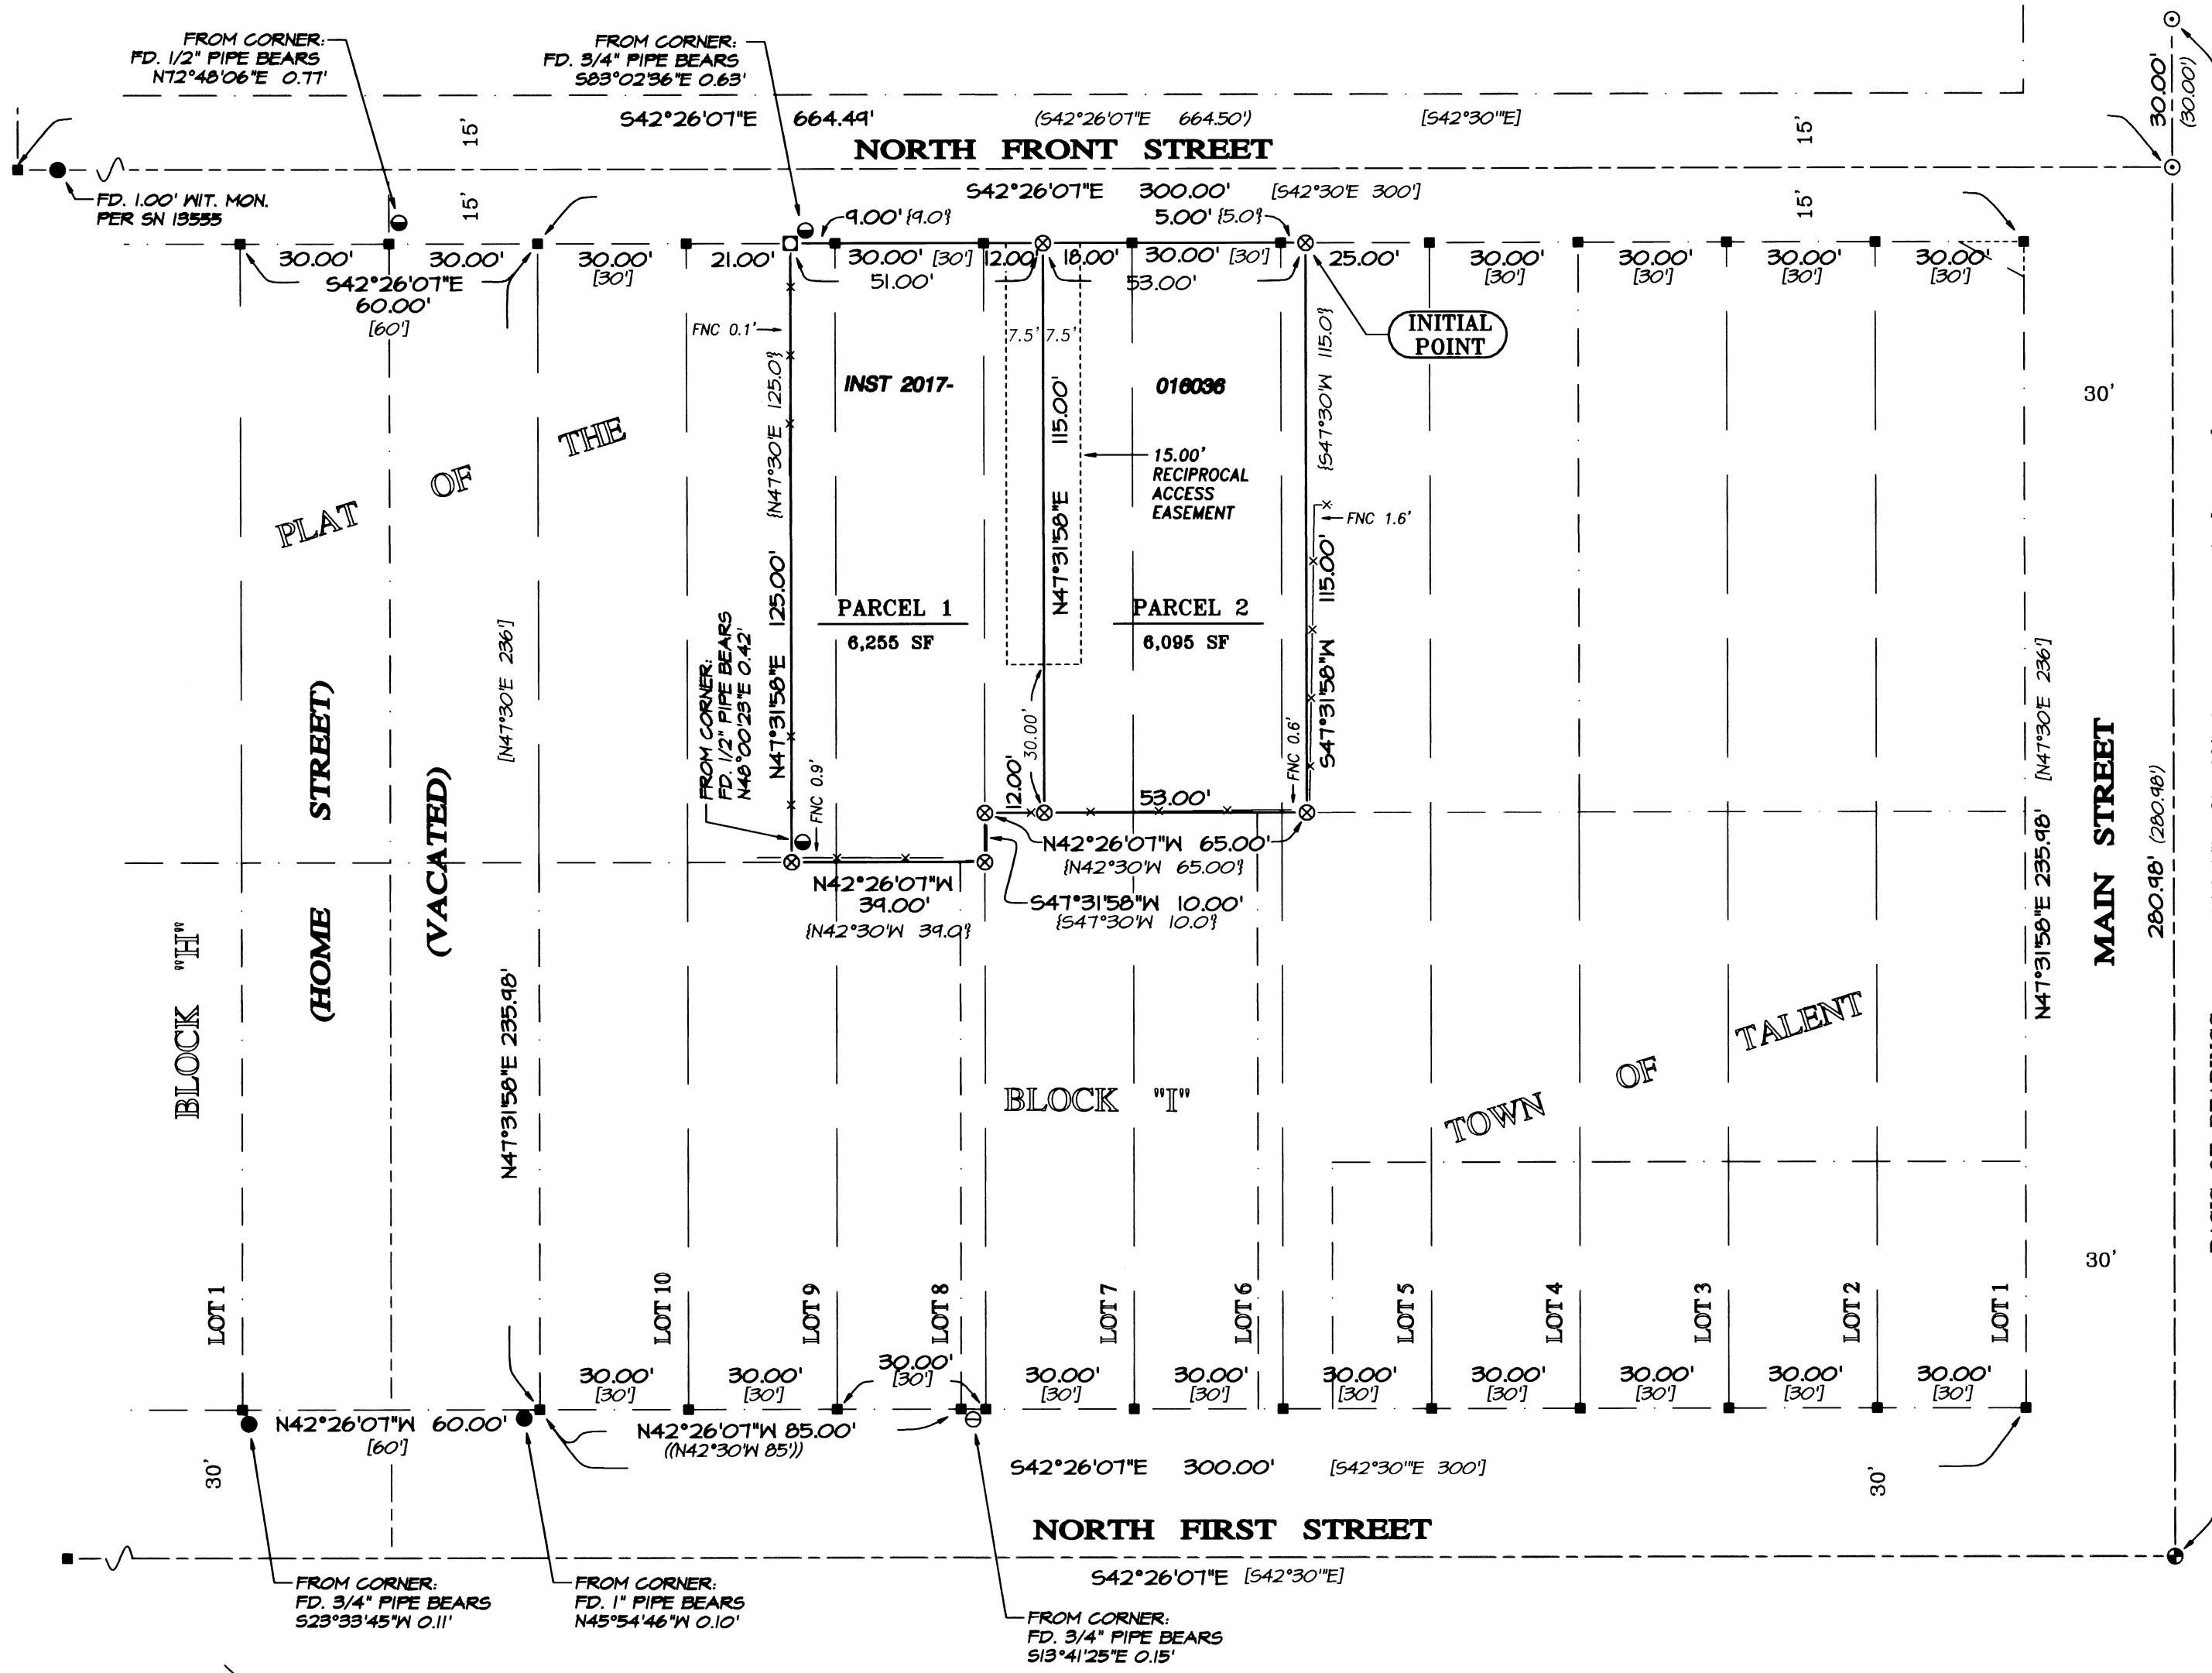 FROM CORNER:
FD. 1/2" PIPE BEARS
N72°48'06"E 0.77'
FROM CORNER:
FD. 3/4" PIPE BEARS
S83°02'36"E 0.63'
S42°26'07"E 664.49' (S42°26'07"E 664.50') [S42°30'"E]
15'
15'
30.00'
(30.00')
NORTH FRONT STREET
FD. 1.00' WIT. MON.
PER SN 13555
15'
15'
S42°26'07"E 300.00' [S42°30'E 300']
9.00' {9.0}
5.00' {5.0}
30.00' 30.00' 30.00' 21.00' 30.00' [30'] 12.00' 18.00' 30.00' [30'] 25.00' 30.00' 30.00' 30.00' 30.00'
[30'] [30'] [30'] [30'] [30']
S42°26'07"E
60.00'
[60']
51.00'
53.00'
FNC 0.1'
7.5' 7.5'
INITIAL
POINT
INST 2017- 016036
{N47°30'E 125.0}
{S47°30'W 115.0}
30'
PLAT OF THE
N47°31'58"E 115.00'
15.00'
RECIPROCAL
ACCESS
EASEMENT
FNC 1.6'
N47°31'58"E 125.00'
S47°31'58"W 115.00'
PARCEL 1
6,255 SF
PARCEL 2
6,095 SF
FROM CORNER:
FD. 1/2" PIPE BEARS
N48°00'23"E 0.42'
[N47°30'E 236']
[N47°30'E 236']
(HOME STREET)
(VACATED)
FNC 0.9'
30.00'
FNC 0.6'
12.00'
53.00'
N42°26'07"W 65.00'
{N42°30'W 65.00}
N42°26'07"W
39.00'
{N42°30'W 39.0}
S47°31'58"W 10.00'
{S47°30'W 10.0}
MAIN STREET
280.98' (280.98')
N47°31'58"E 235.98'
N47°31'58"E 235.98'
BLOCK "H"
BLOCK "I"
TOWN OF TALENT
30'
LOT 1
LOT 10
LOT 9
LOT 8
LOT 7
LOT 6
LOT 5
LOT 4
LOT 3
LOT 2
LOT 1
30.00' 30.00' 30.00' 30.00' 30.00' 30.00' 30.00' 30.00' 30.00' 30.00'
[30'] [30'] [30'] [30'] [30'] [30'] [30'] [30'] [30'] [30']
N42°26'07"W 60.00'
[60']
N42°26'07"W 85.00'
((N42°30'W 85'))
30'
S42°26'07"E 300.00' [S42°30'"E 300']
30'
NORTH FIRST STREET
S42°26'07"E [S42°30'"E]
FROM CORNER:
FD. 3/4" PIPE BEARS
S23°33'45"W 0.11'
FROM CORNER:
FD. 1" PIPE BEARS
N45°54'46"W 0.10'
FROM CORNER:
FD. 3/4" PIPE BEARS
S13°41'25"E 0.15'